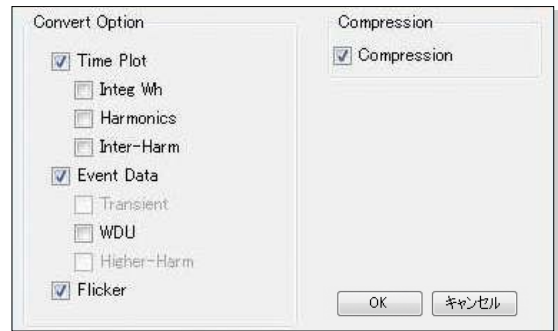 Convert Option
Time Plot
Integ Wh
Harmonics
Inter-Harm
Event Data
Transient
WDU
Higher-Harm
Flicker
Compression
Compression
OK
キャンセル